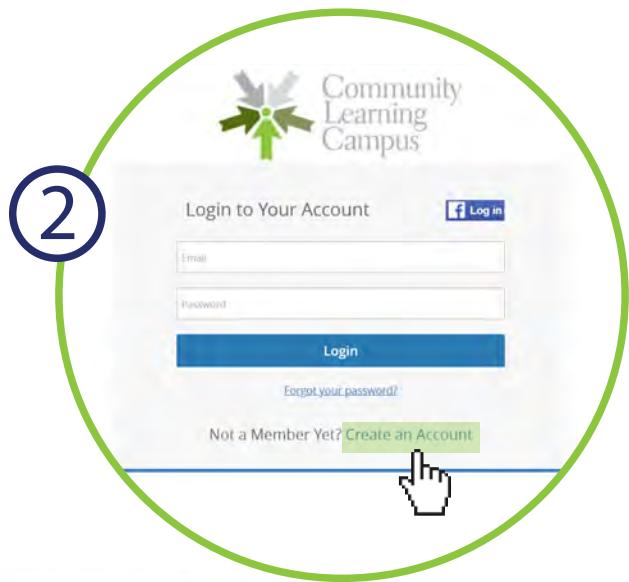 Community
Learning
Campus
2
Login to Your Account
f Log in
Email
Password
Login
Forgot your password?
Not a Member Yet? Create an Account